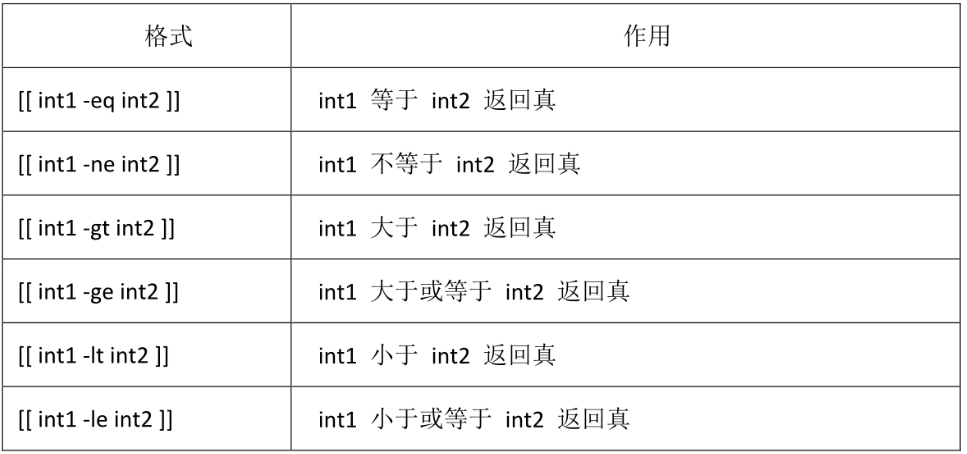 格式 作用
[[ int1 -eq int2 ]] int1 等于 int2 返回真
[[ int1 -ne int2 ]] int1 不等于 int2 返回真
[[ int1 -gt int2 ]] int1 大于 int2 返回真
[[ int1 -ge int2 ]] int1 大于或等于 int2 返回真
[[ int1 -lt int2 ]] int1 小于 int2 返回真
[[ int1 -le int2 ]] int1 小于或等于 int2 返回真